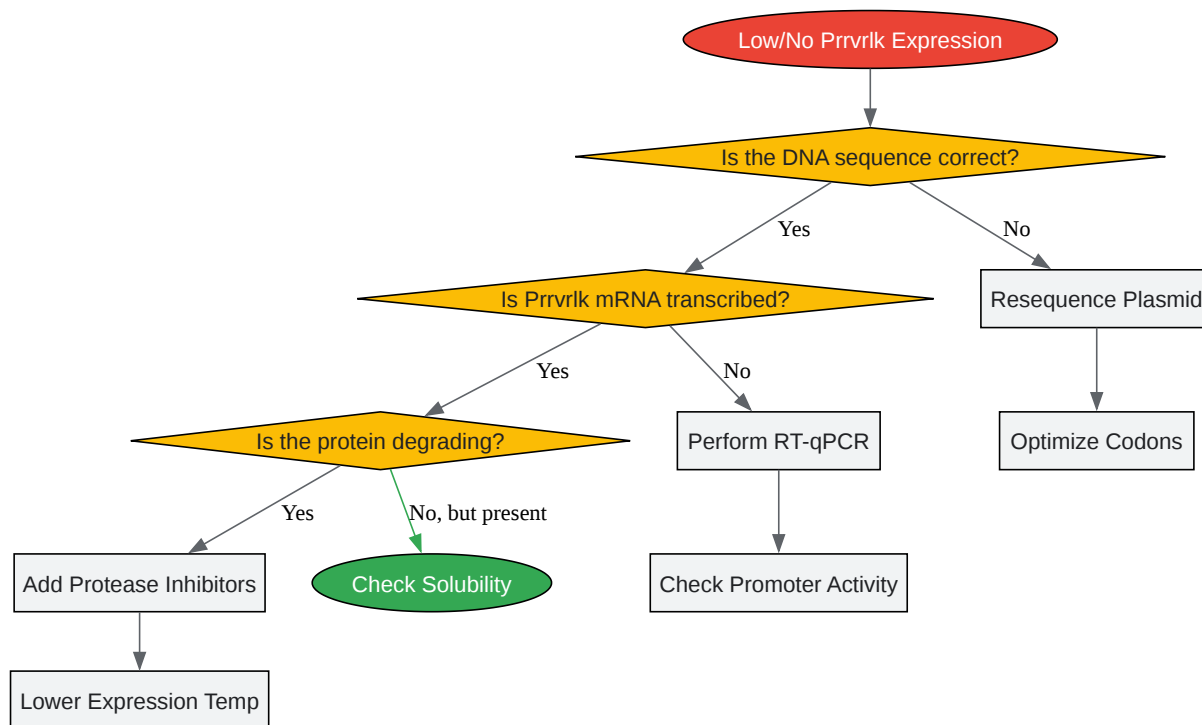 Low/No Prrvrlk Expression
Is the DNA sequence correct?
Yes
No
Is Prrvrlk mRNA transcribed?
Resequence Plasmid
Yes
No
Is the protein degrading?
Perform RT-qPCR
Optimize Codons
Yes
No, but present
Add Protease Inhibitors
Check Solubility
Check Promoter Activity
Lower Expression Temp